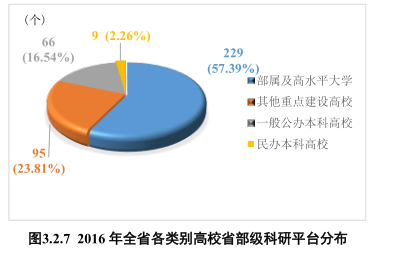 (个)
9 (2.26%)
66
(16.54%)
229
(57.39%)
部属及高水平大学
其他重点建设高校
一般公办本科高校
民办本科高校
95
(23.81%)
图3.2.7 2016 年全省各类别高校省部级科研平台分布